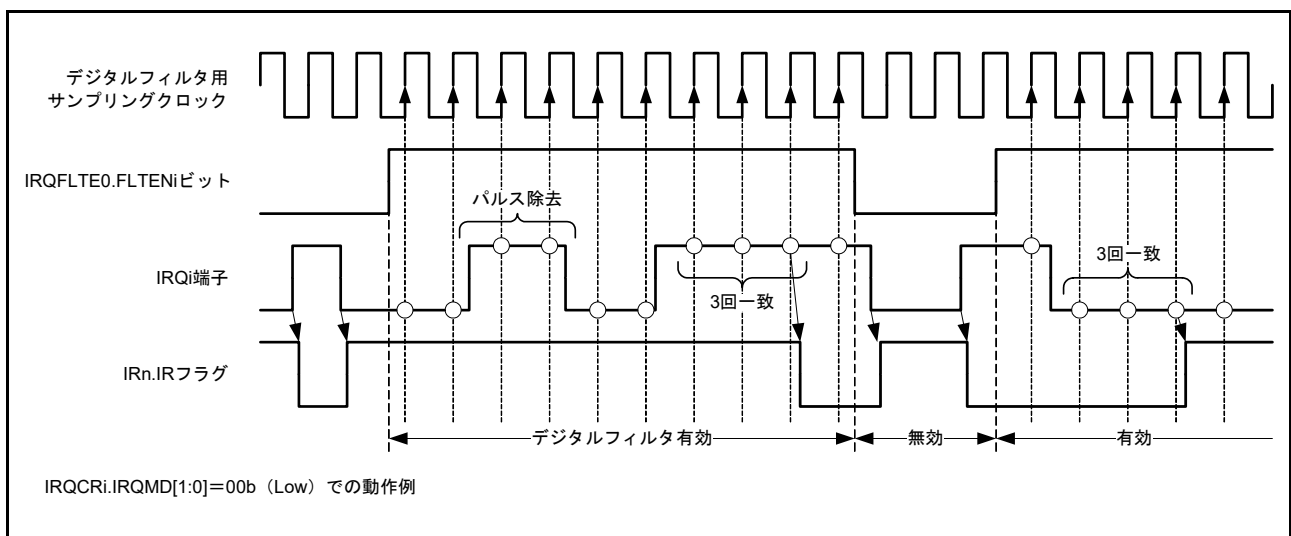 デジタルフィルタ用
サンプリングクロック
IRQFLTE0.FLTENiビット
パルス除去
IRQi端子
3回一致
3回一致
IRn.IRフラグ
デジタルフィルタ有効
無効
有効
IRQCRi.IRQMD[1:0]=00b（Low）での動作例